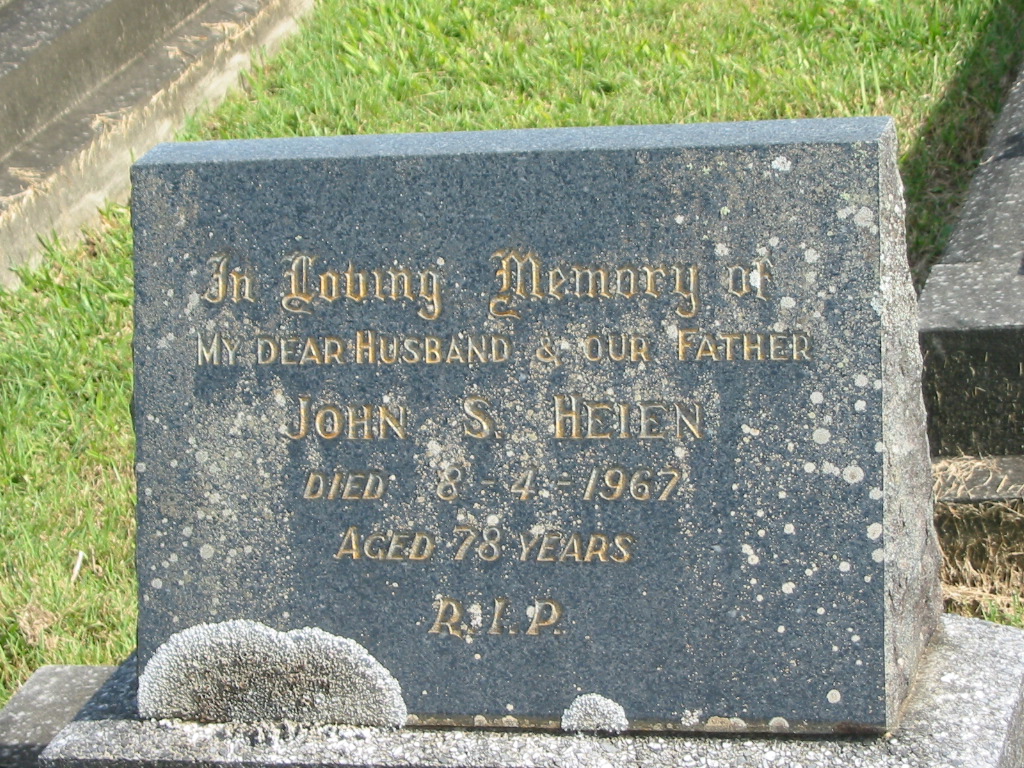 In Loving Memory of
MY DEAR HUSBAND & OUR FATHER
JOHN S. HEIEN
DIED 8-4-1967
AGED 78 YEARS
R.I.P.